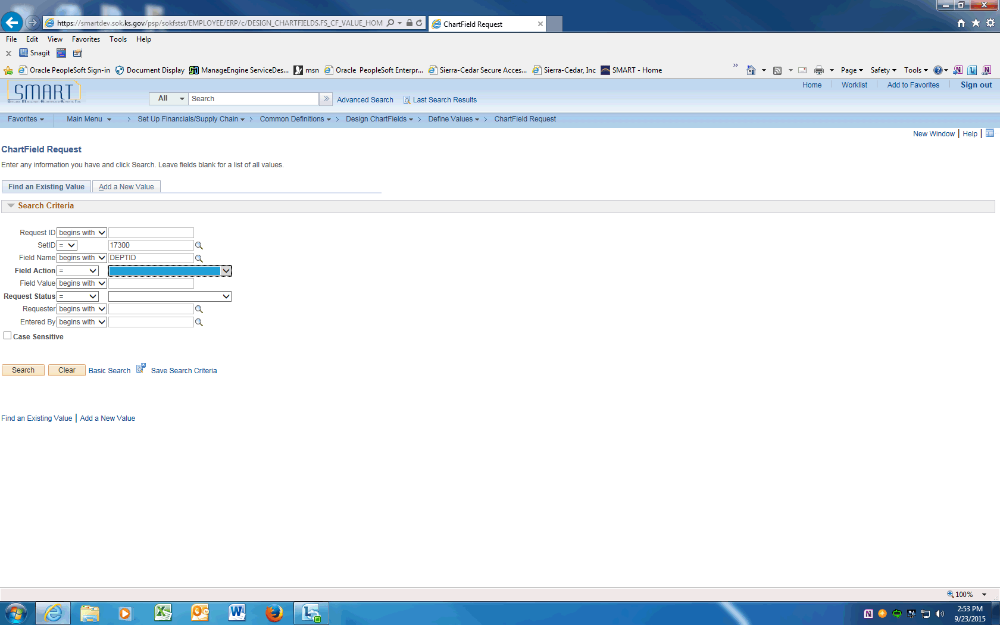 https://smartdev.sok.ks.gov/psp/sokfstst/EMPLOYEE/ERP/c/DESIGN_CHARTFIELDS.FS_CF_VALUE_HOM
ChartField Request
File Edit View Favorites Tools Help
x Snagit
Oracle PeopleSoft Sign-in Document Display ManageEngine ServiceDes... msn Oracle PeopleSoft Enterpr... Sierra-Cedar Secure Acces... Sierra-Cedar, Inc SMART - Home » Page Safety Tools
Home Worklist Add to Favorites Sign out
SMART
All Search » Advanced Search Last Search Results
Favorites Main Menu > Set Up Financials/Supply Chain > Common Definitions > Design ChartFields > Define Values > ChartField Request
New Window | Help |
ChartField Request
Enter any information you have and click Search. Leave fields blank for a list of all values.
Find an Existing Value Add a New Value
Search Criteria
Request ID begins with
SetID = 17300
Field Name begins with DEPTID
Field Action =
Field Value begins with
Request Status =
Requester begins with
Entered By begins with
Case Sensitive
Search Clear Basic Search Save Search Criteria
Find an Existing Value | Add a New Value
100%
2:53 PM
9/23/2015